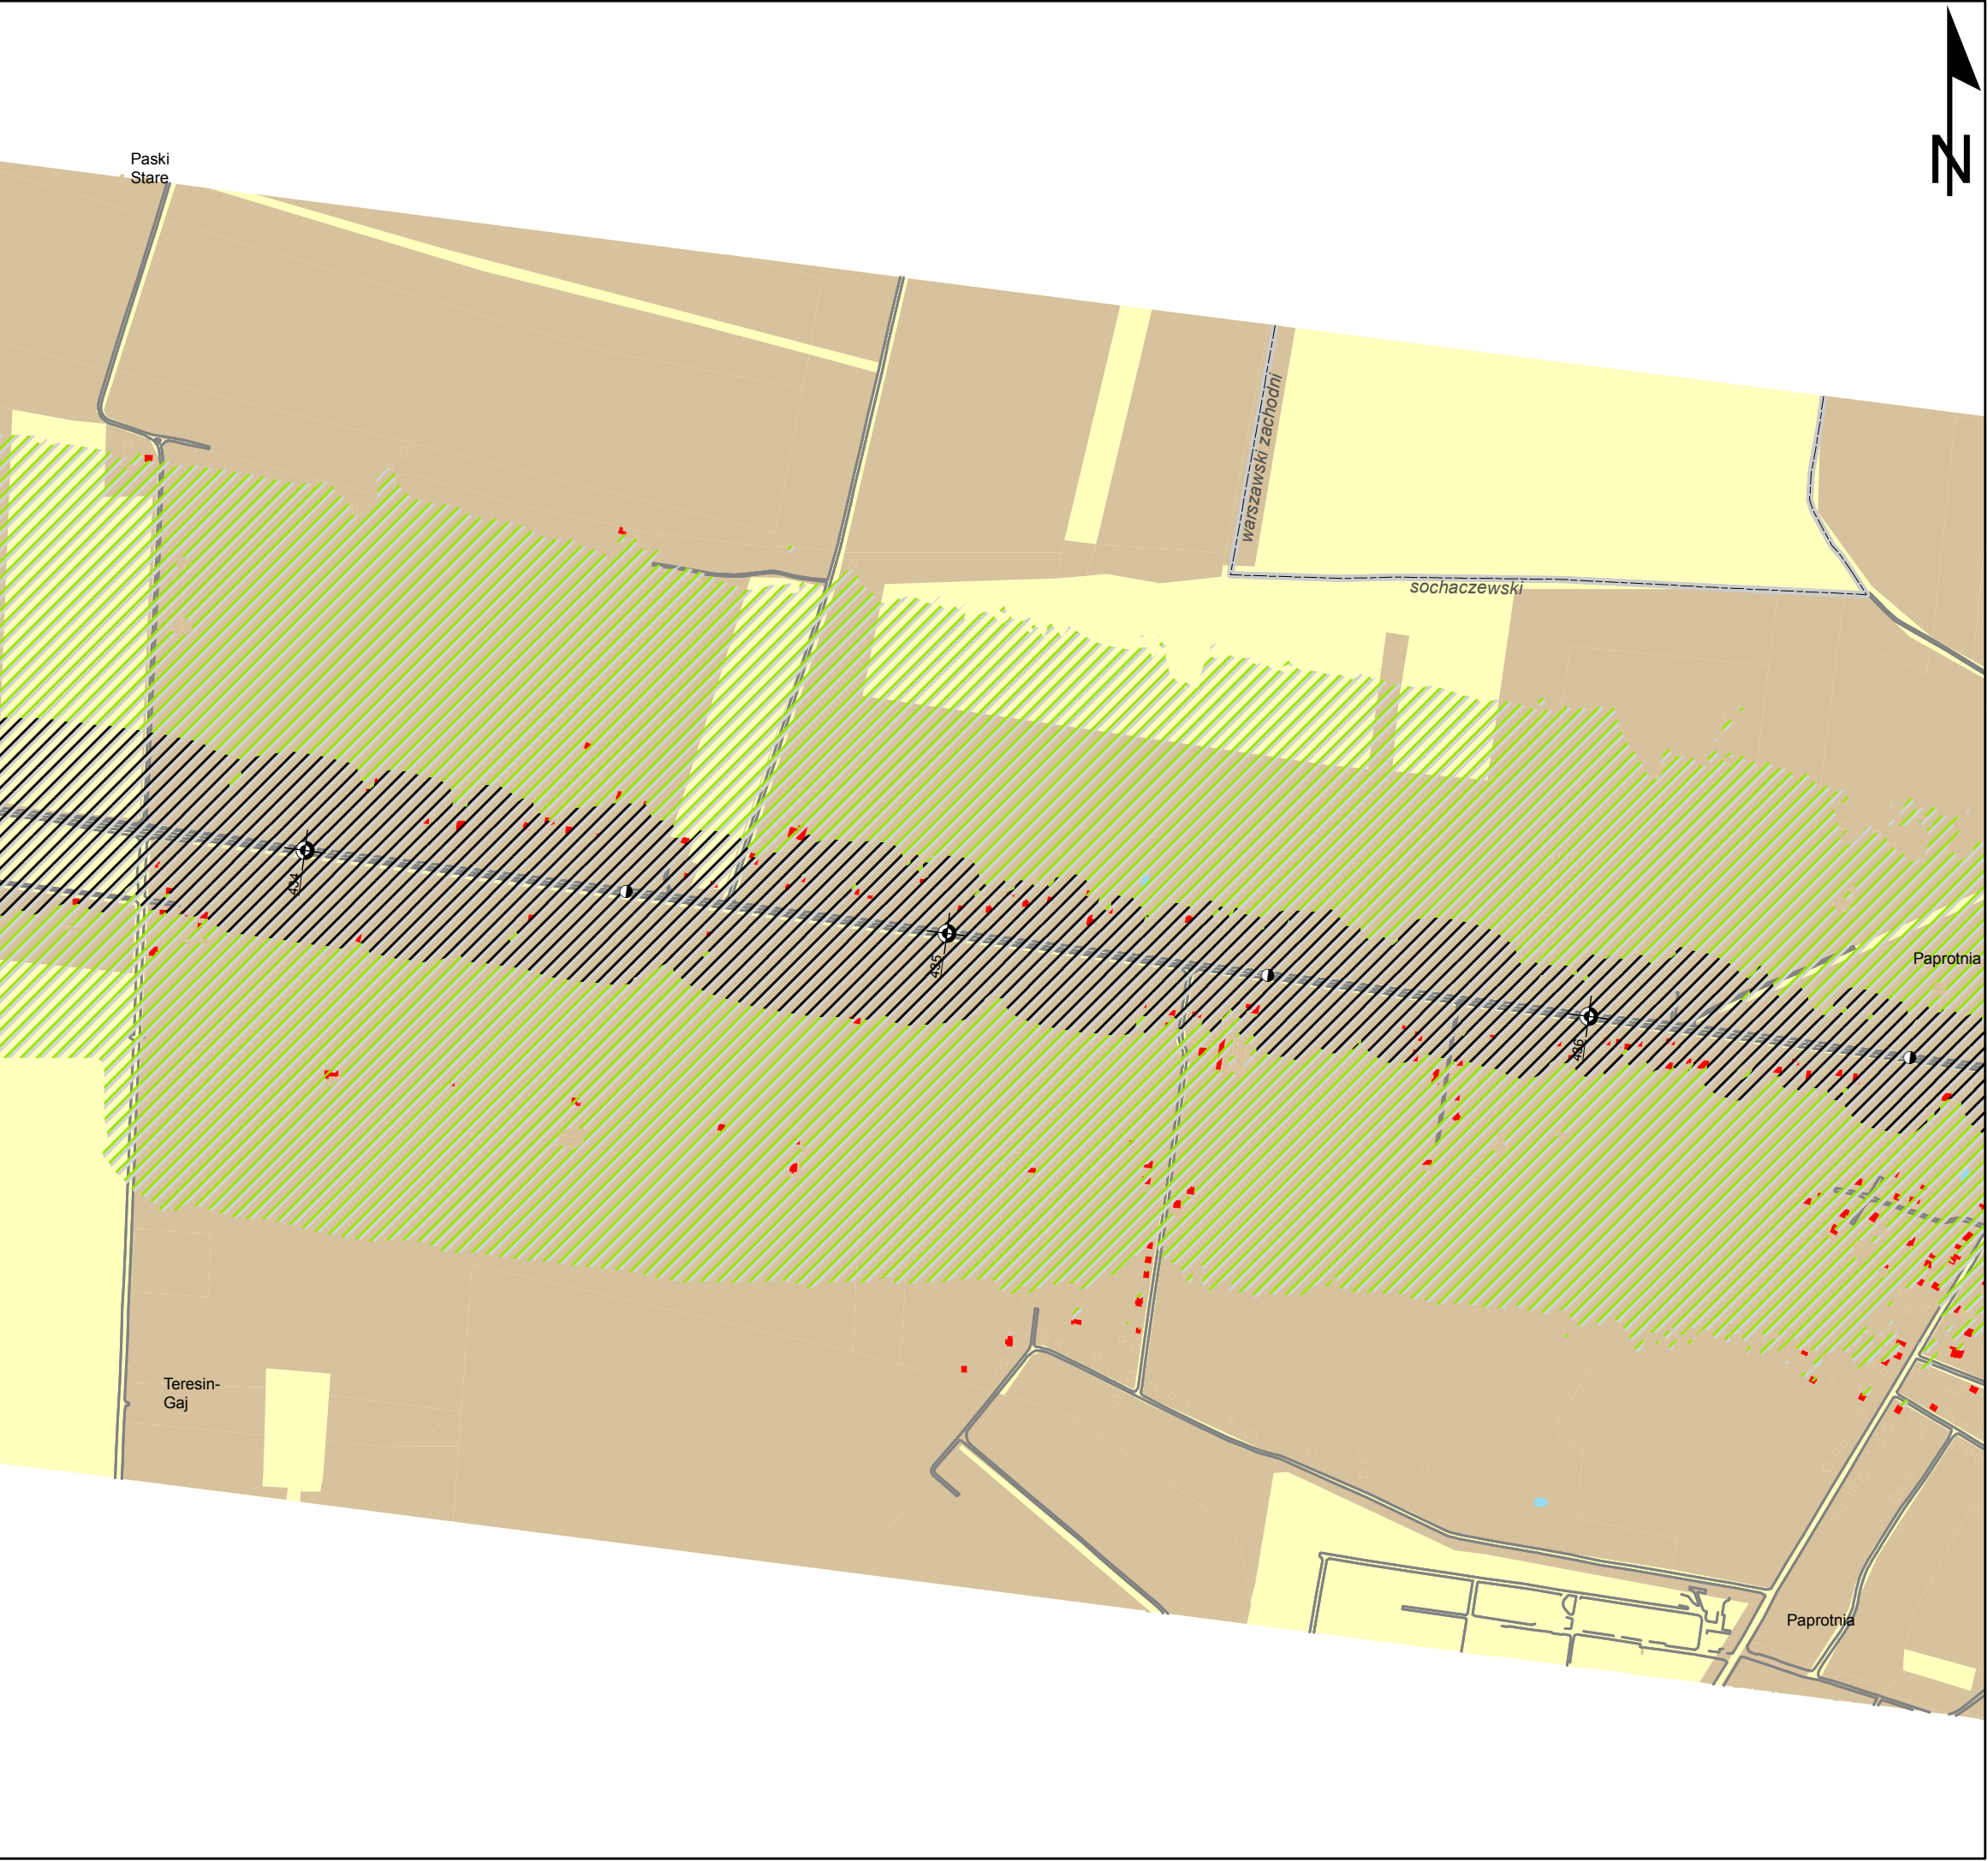 N
Paski
Stare
warszawski zachodni
sochaczewski
434
435
Paprotnia
436
Teresin-
Gaj
Paprotnia